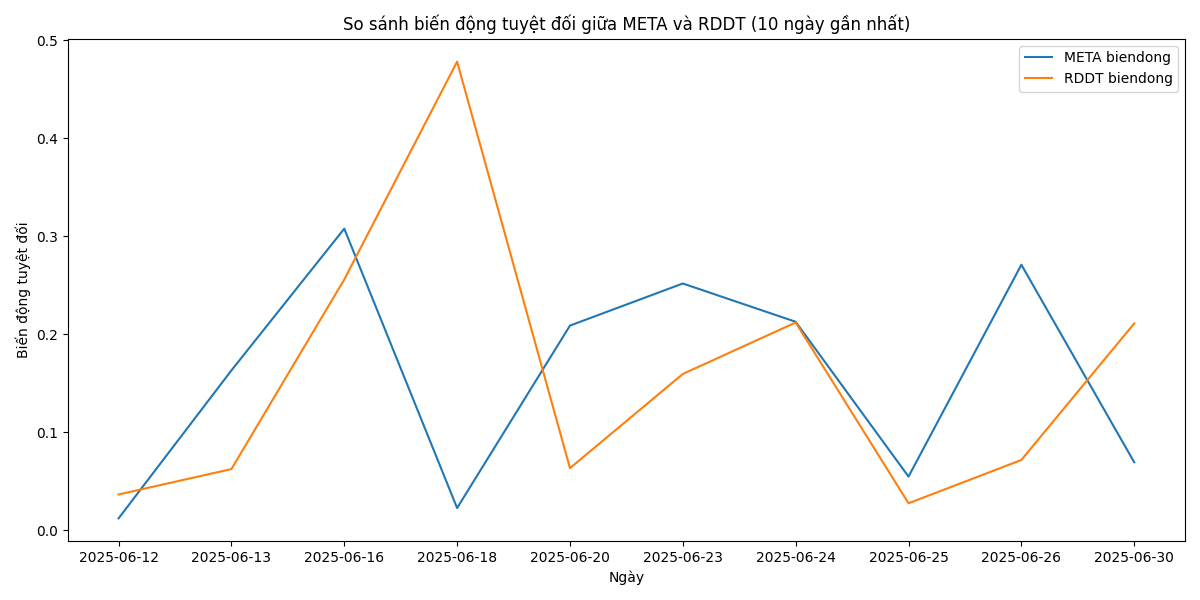 So sánh biến động tuyệt đối giữa META và RDDT (10 ngày gần nhất)
META biendong
RDDT biendong
Biến động tuyệt đối
0.5
0.4
0.3
0.2
0.1
0.0
2025-06-12 2025-06-13 2025-06-16 2025-06-18 2025-06-20 2025-06-23 2025-06-24 2025-06-25 2025-06-26 2025-06-30
Ngày